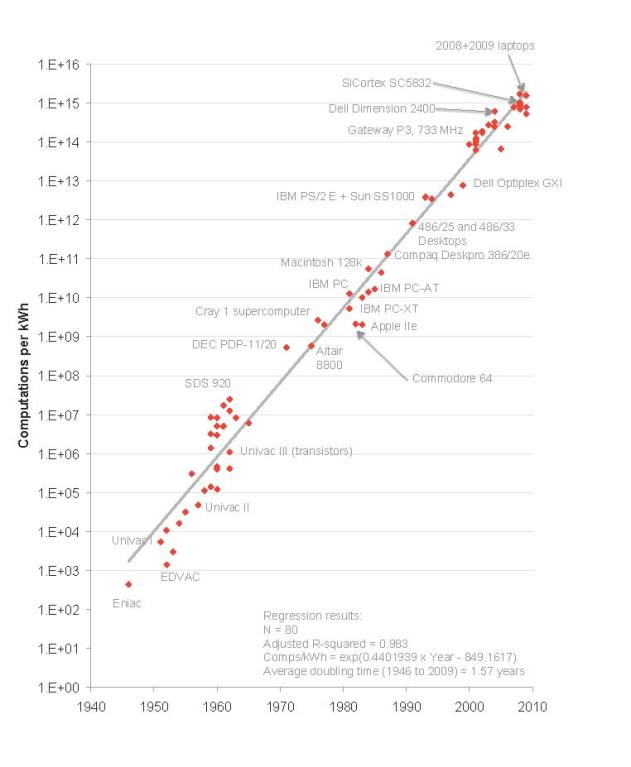 2008+2009 laptops
1.E+16
SiCortex SC5832
1.E+15
Dell Dimension 2400
Gateway P3, 733 MHz
1.E+14
1.E+13
Dell Optiplex GXI
IBM PS/2 E + Sun SS1000
1.E+12
486/25 and 486/33
Desktops
1.E+11
Compaq Deskpro 386/20e
Macintosh 128k
IBM PC
IBM PC-AT
1.E+10
Cray 1 supercomputer
IBM PC-XT
Apple IIe
1.E+09
DEC PDP-11/20
Altair
8800
1.E+08
Commodore 64
SDS 920
1.E+07
1.E+06
Univac III (transistors)
1.E+05
Univac II
1.E+04
Univac I
1.E+03
EDVAC
Eniac
1.E+02
1.E+01
1.E+00
Computations per kWh
Regression results:
N = 80
Adjusted R-squared = 0.983
Comps/kWh = exp(0.4401939 x Year - 849.1617)
Average doubling time (1946 to 2009) = 1.57 years
1940 1950 1960 1970 1980 1990 2000 2010